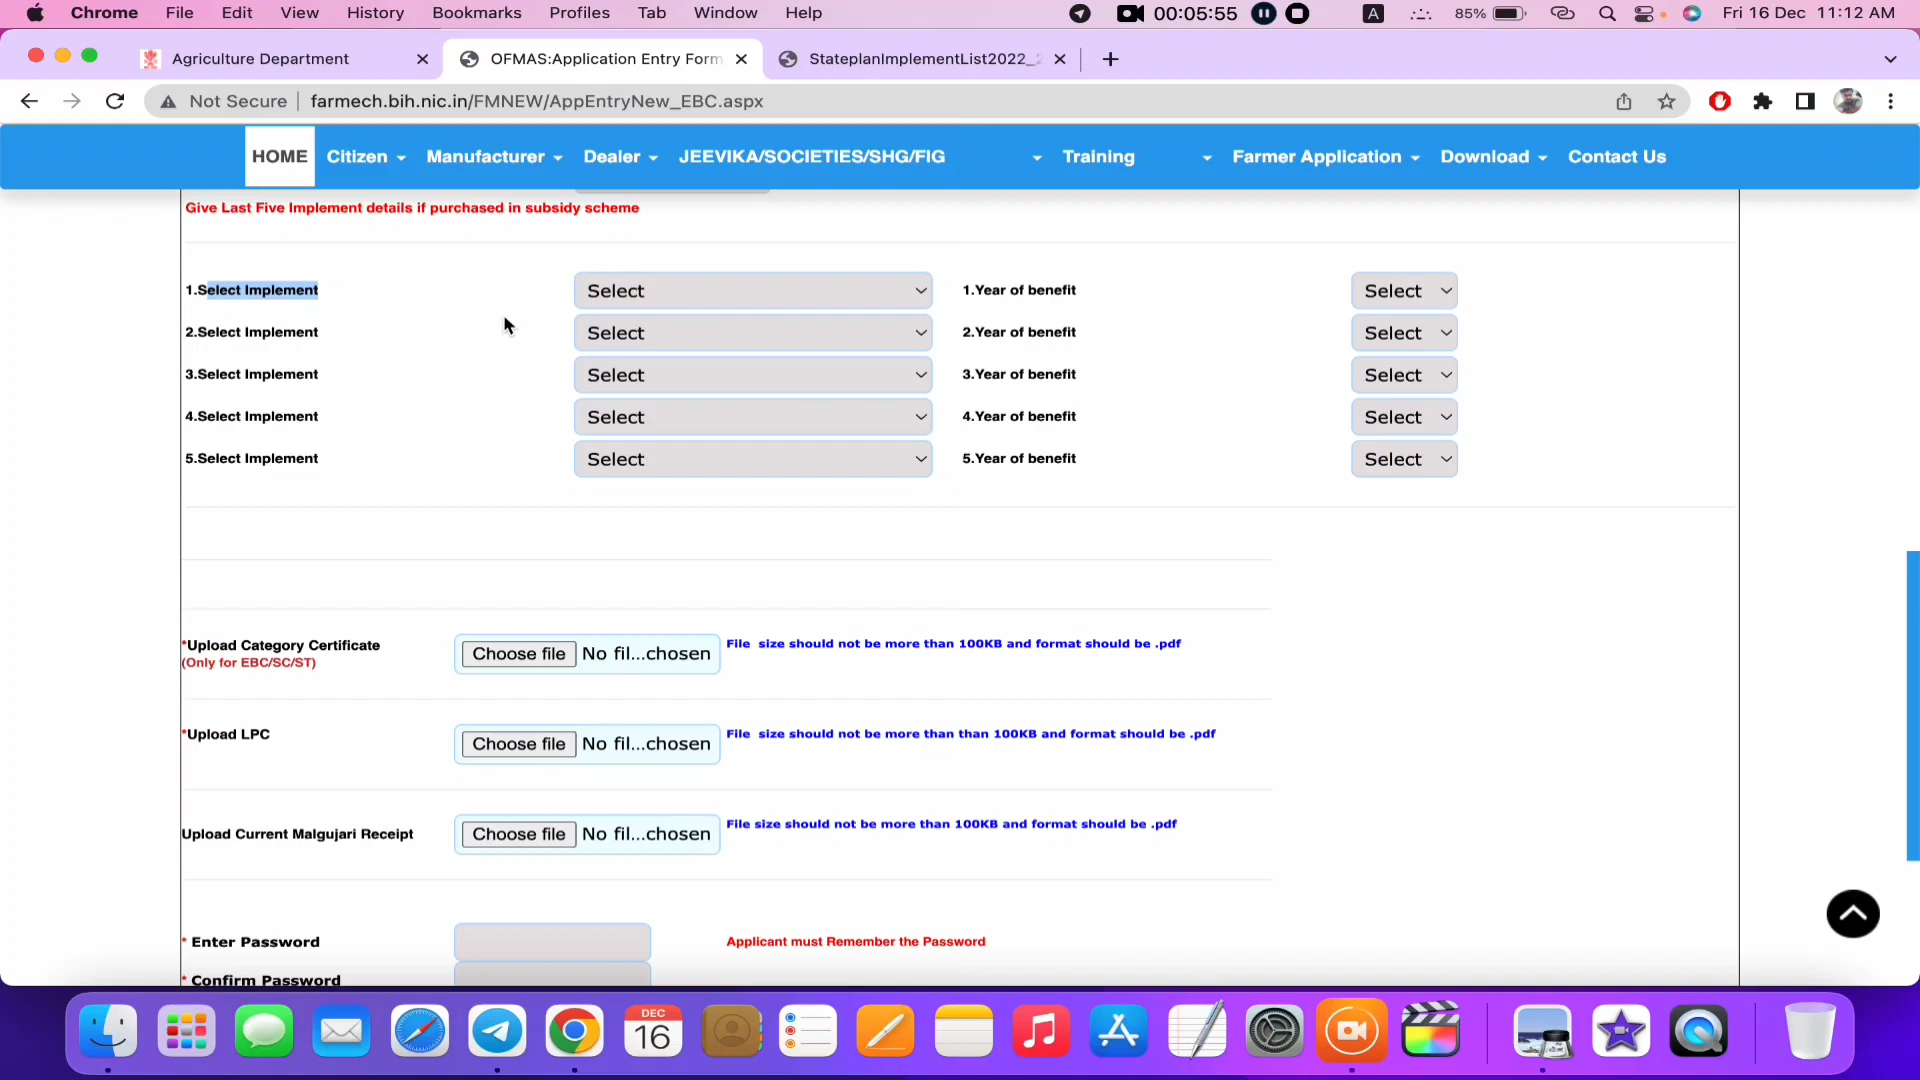 Chrome File Edit View History Bookmarks Profiles Tab Window Help 00:05:55 A 85% Fri 16 Dec 11:12 AM
Agriculture Department OFMAS:Application Entry Form StateplanImplementList2022_2
Not Secure farmech.bih.nic.in/FMNEW/AppEntryNew_EBC.aspx
HOME Citizen Manufacturer Dealer JEEVIKA/SOCIETIES/SHG/FIG Training Farmer Application Download Contact Us
Give Last Five Implement details if purchased in subsidy scheme
1.Select Implement Select 1.Year of benefit Select
2.Select Implement Select 2.Year of benefit Select
3.Select Implement Select 3.Year of benefit Select
4.Select Implement Select 4.Year of benefit Select
5.Select Implement Select 5.Year of benefit Select
*Upload Category Certificate Choose file No fil...chosen File size should not be more than 100KB and format should be .pdf
(Only for EBC/SC/ST)
*Upload LPC Choose file No fil...chosen File size should not be more than than 100KB and format should be .pdf
Upload Current Malgujari Receipt Choose file No fil...chosen File size should not be more than 100KB and format should be .pdf
* Enter Password Applicant must Remember the Password
* Confirm Password
DEC
16